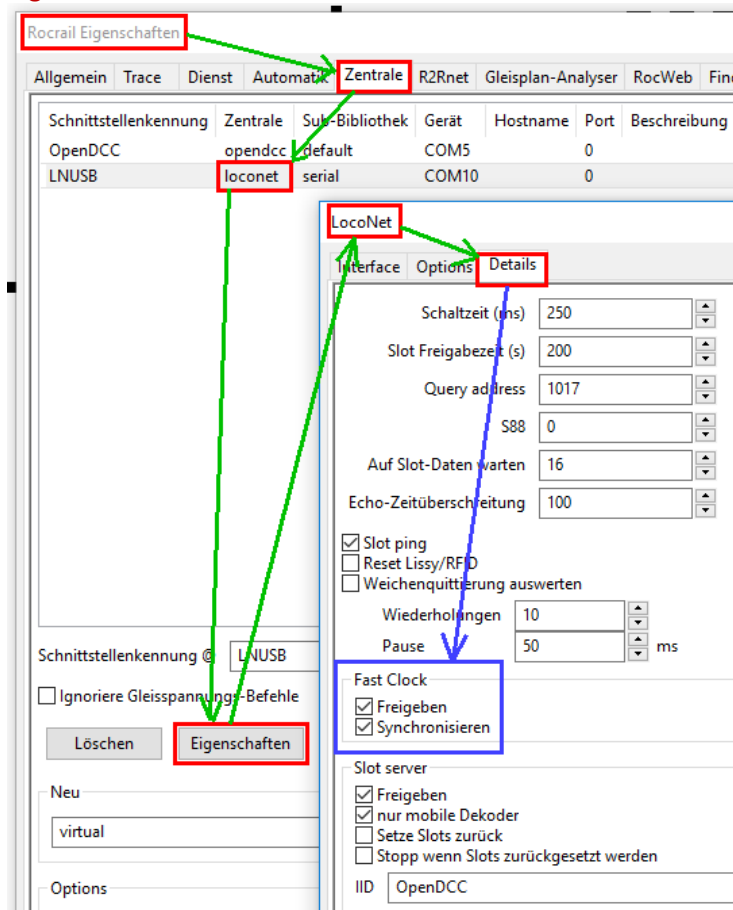 Rocrail Eigenschaften
Allgemein Trace Dienst Automatik Zentrale R2Rnet Gleisplan-Analyser RocWeb
Schnittstellenkennung Zentrale Sub-Bibliothek Gerät Hostname Port Beschreibung
OpenDCC opendcc default COM5 0
LNUSB loconet serial COM10 0
LocoNet
Interface Options Details
Schaltzeit (ms) 250
Slot Freigabezeit (s) 200
Query address 1017
S88 0
Auf Slot-Daten warten 16
Echo-Zeitüberschreitung 100
Slot ping
Reset Lissy/RFID
Weichenquittierung auswerten
Wiederholungen 10
Pause 50 ms
Fast Clock
Freigeben
Synchronisieren
Slot server
Freigeben
nur mobile Dekoder
Setze Slots zurück
Stopp wenn Slots zurückgesetzt werden
IID OpenDCC
Schnittstellenkennung @ LNUSB
Ignoriere Gleisspannungs-Befehle
Löschen Eigenschaften
Neu
virtual
Options